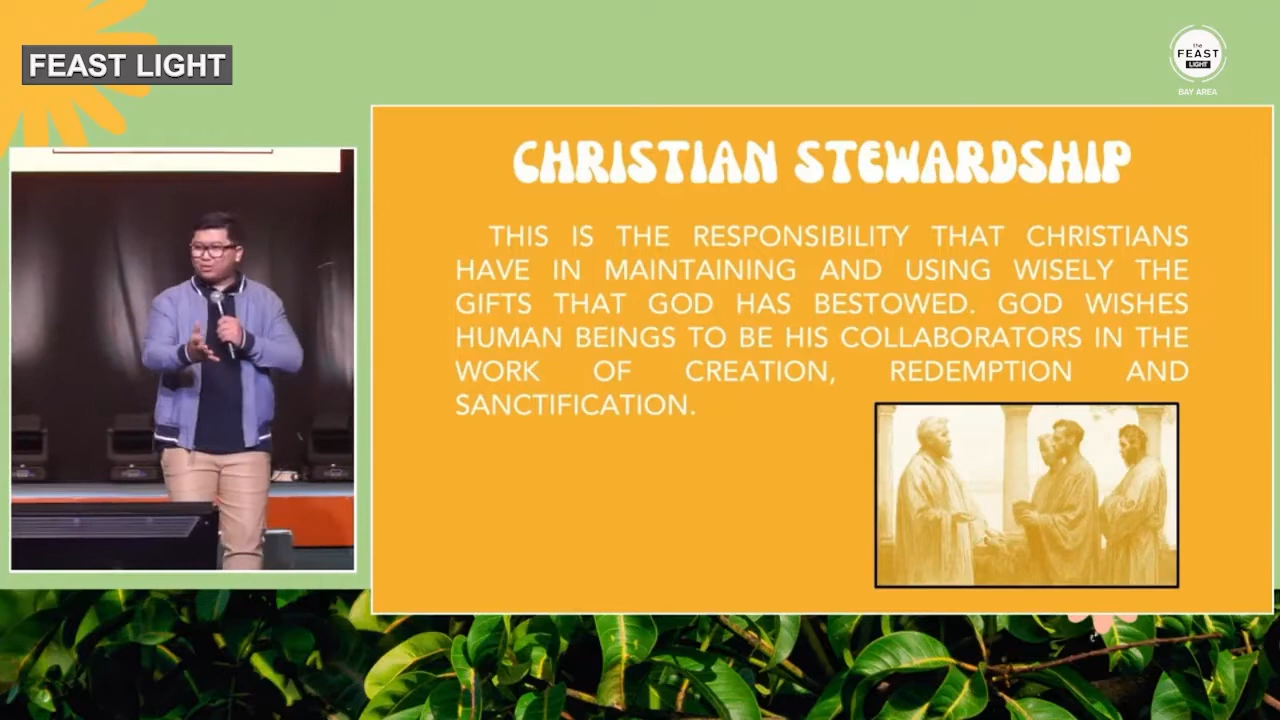 FEAST LIGHT
the
FEAST
LIGHT
BAY AREA
CHRISTIAN STEWARDSHIP
THIS IS THE RESPONSIBILITY THAT CHRISTIANS
HAVE IN MAINTAINING AND USING WISELY THE
GIFTS THAT GOD HAS BESTOWED. GOD WISHES
HUMAN BEINGS TO BE HIS COLLABORATORS IN THE
WORK OF CREATION, REDEMPTION AND
SANCTIFICATION.